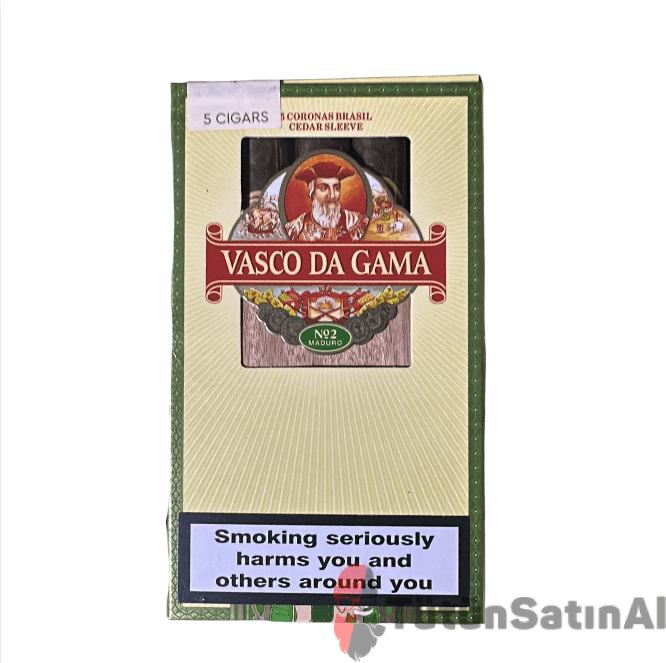 5 CIGARS
5 CORONAS BRASIL
CEDAR SLEEVE
VASCO DA GAMA
Nº2
MADURO
Smoking seriously
harms you and
others around you
TütünSatınAl